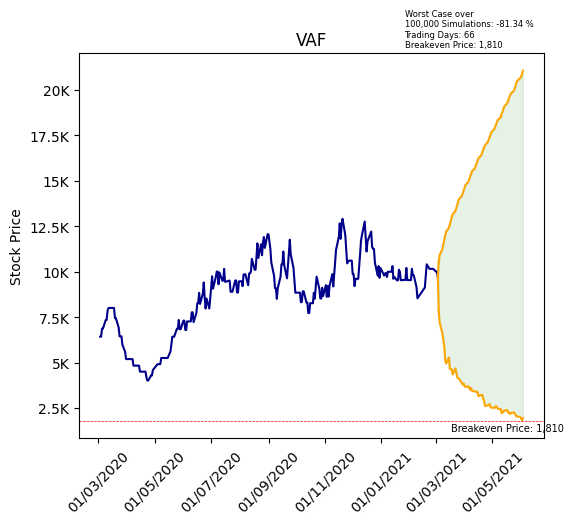 Worst Case over
100,000 Simulations: -81.34 %
Trading Days: 66
Breakeven Price: 1,810
VAF
Stock Price
20K
17.5K
15K
12.5K
10K
7.5K
5K
2.5K
Breakeven Price: 1,810
01/03/2020
01/05/2020
01/07/2020
01/09/2020
01/11/2020
01/01/2021
01/03/2021
01/05/2021